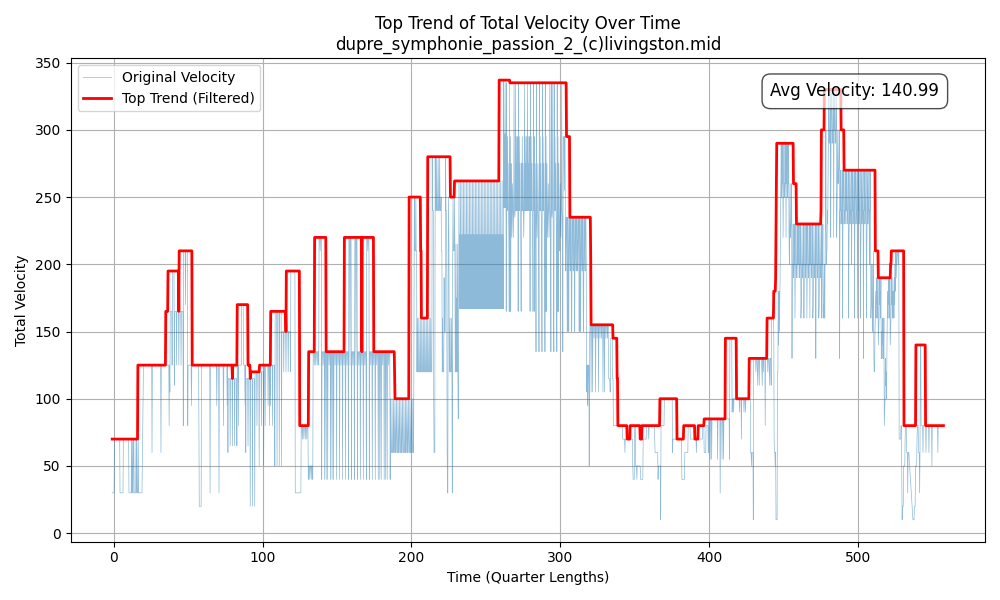 Top Trend of Total Velocity Over Time
dupre_symphonie_passion_2_(c)livingston.mid
Original Velocity
Top Trend (Filtered)
Avg Velocity: 140.99
Total Velocity
350
300
250
200
150
100
50
0
0 100 200 300 400 500
Time (Quarter Lengths)